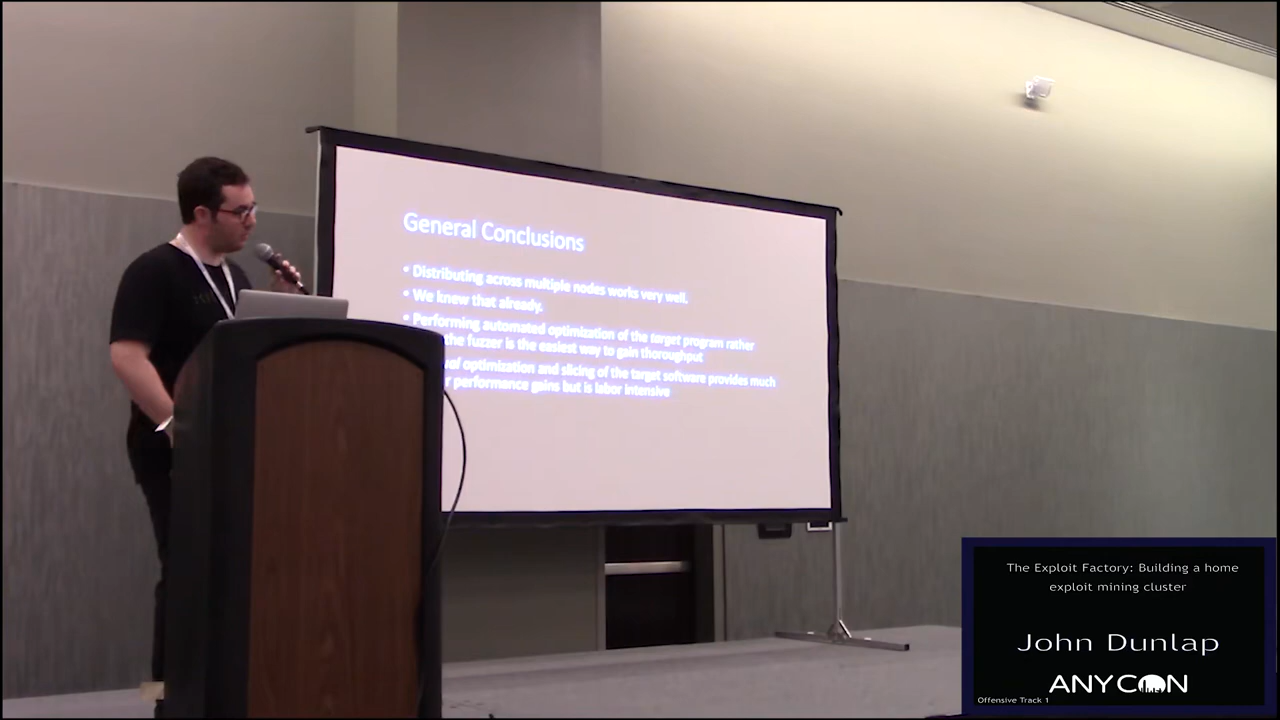 General Conclusions
• Distributing across multiple nodes works very well.
• We knew that already.
• Performing automated optimization of the target program rather
the fuzzer is the easiest way to gain thoroughput
optimization and slicing of the target software provides much
performance gains but is labor intensive
The Exploit Factory: Building a home
exploit mining cluster
John Dunlap
ANYCON
Offensive Track 1